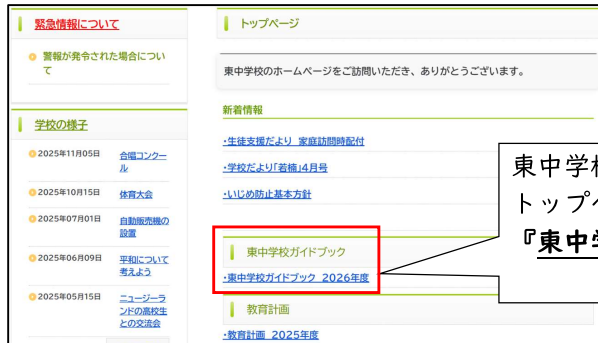 緊急情報について
警報が発令された場合につい
て
学校の様子
2025年11月05日 合唱コンクー
ル
2025年10月15日 体育大会
2025年07月01日 自動販売機の
設置
2025年06月09日 平和について
考えよう
2025年05月15日 ニュージーラ
ンドの高校生
との交流会
トップページ
東中学校のホームページをご訪問いただき、ありがとうございます。
新着情報
・生徒支援だより 家庭訪問時配付
・学校だより「若楠」4月号
・いじめ防止基本方針
東中学校ガイドブック
・東中学校ガイドブック 2026年度
教育計画
・教育計画 2025年度
東中学校
トップペ
『東中学